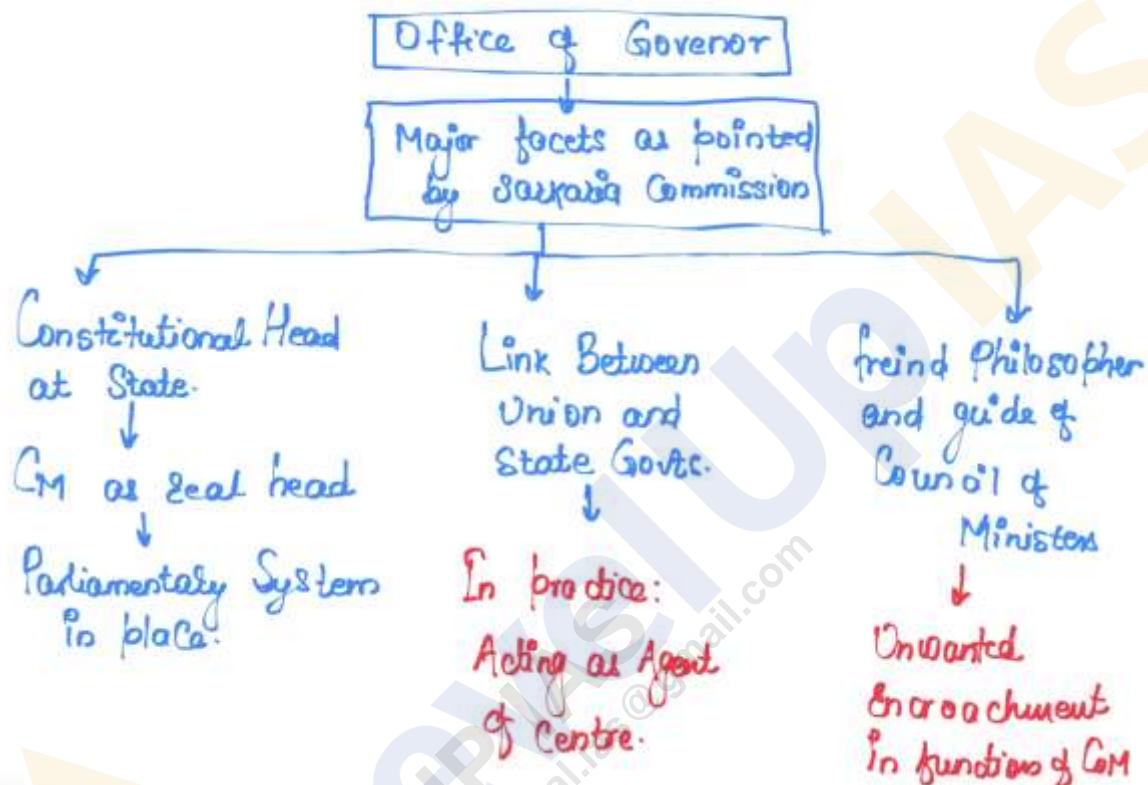 Office of Govenor
Major facets as pointed
by Sarkaria Commission
Constitutional Head
at State.
CM as real head
Parliamentary System
in place.
Link Between
Union and
State Govts.
In practice:
Acting as Agent
of Centre.
freind Philosopher
and guide of
Council of
Ministers
Unwanted
Encroachment
in functions of CoM